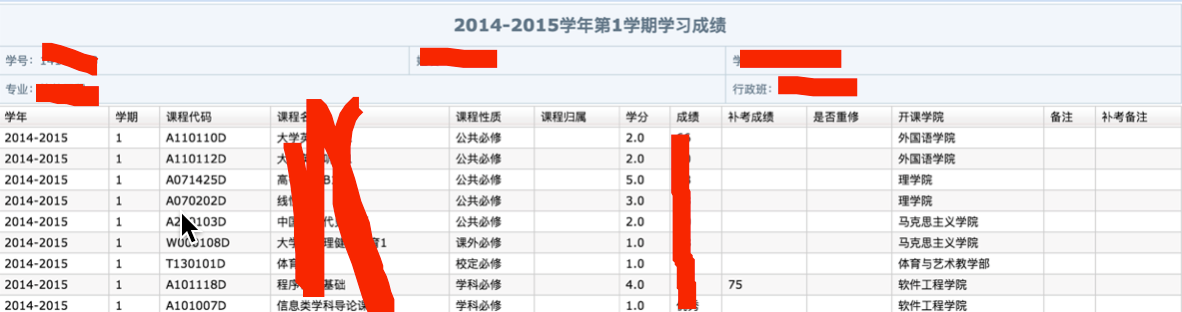 2014-2015学年第1学期学习成绩
学号:
专业: 行政班:
学年 学期 课程代码 课程 课程性质 课程归属 学分 成绩 补考成绩 是否重修 开课学院 备注 补考备注
2014-2015 1 A110110D 大学 公共必修 2.0 外国语学院
2014-2015 1 A110112D 大 公共必修 2.0 外国语学院
2014-2015 1 A071425D 高 公共必修 5.0 理学院
2014-2015 1 A070202D 线 公共必修 3.0 理学院
2014-2015 1 中国 代 公共必修 2.0 马克思主义学院
2014-2015 1 大学 理健 育1 课外必修 1.0 马克思主义学院
2014-2015 1 T130101D 体育 校定必修 1.0 体育与艺术教学部
2014-2015 1 A101118D 程序 基础 学科必修 4.0 75 软件工程学院
2014-2015 1 A101007D 信息类学科导论课 学科必修 1.0 软件工程学院